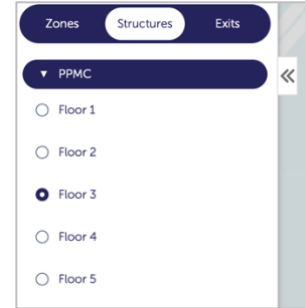 Zones Structures Exits
PPMC
Floor 1
Floor 2
Floor 3
Floor 4
Floor 5